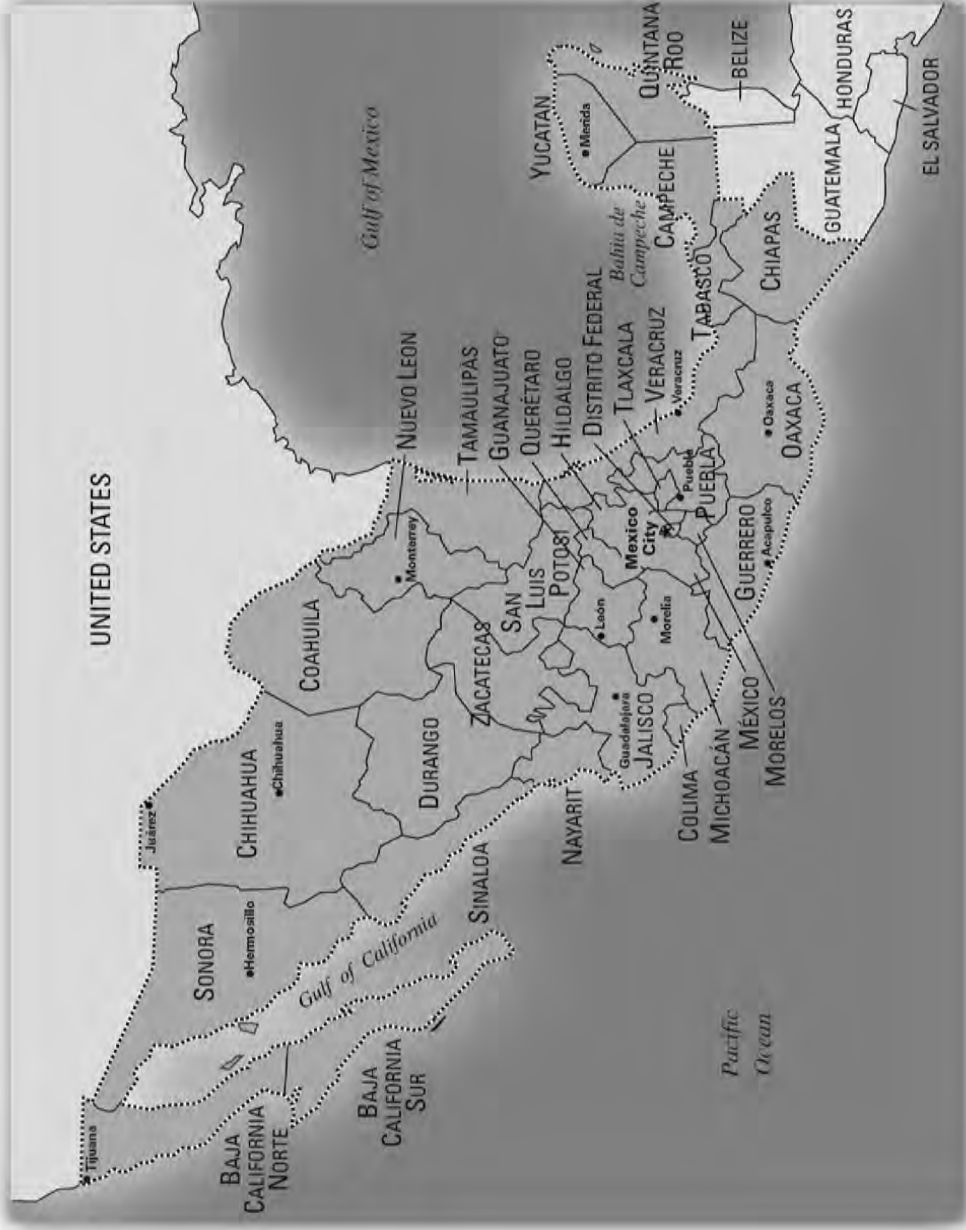 UNITED STATES
Tijuana
Juárez
SONORA
Hermosillo
CHIHUAHUA
Chihuahua
COAHUILA
NUEVO LEON
Monterrey
Gulf of Mexico
BAJA
CALIFORNIA
NORTE
Gulf of California
BAJA
CALIFORNIA
SUR
SINALOA
DURANGO
ZACATECAS
SAN
LUIS
POTOSI
TAMAULIPAS
GUANAJUATO
QUERÉTARO
HIDALGO
DISTRITO FEDERAL
TLAXCALA
VERACRUZ
Veracruz
NAYARIT
León
Guadalajara
JALISCO
Morelia
Mexico
City
Puebla
PUEBLA
COLIMA
MICHOACÁN
MÉXICO
MORELOS
GUERRERO
Acapulco
Oaxaca
OAXACA
TABASCO
CHIAPAS
Bahia de
Campeche
CAMPECHE
YUCATAN
Merida
QUINTANA
ROO
BELIZE
GUATEMALA
HONDURAS
EL SALVADOR
Pacific
Ocean